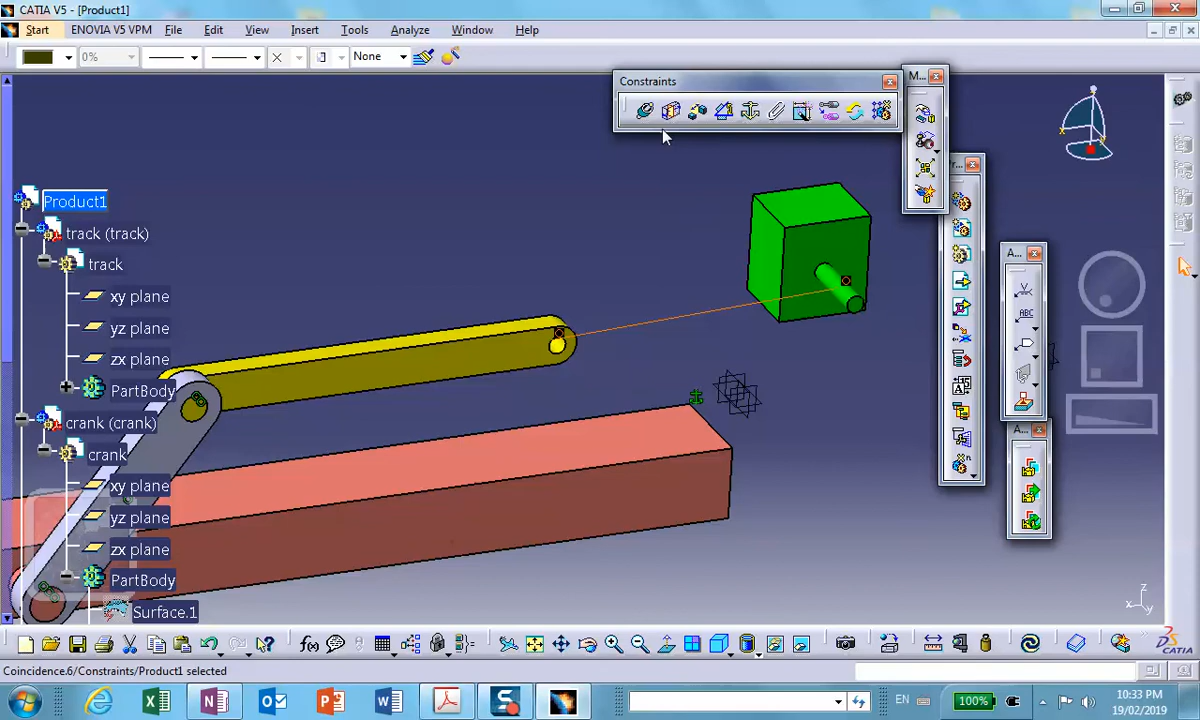 CATIA V5 - [Product1]
Start ENOVIA V5 VPM File Edit View Insert Tools Analyze Window Help
0% None
Constraints
M...
Product1
track (track)
track
xy plane
yz plane
zx plane
PartBody
crank (crank)
crank
xy plane
yz plane
zx plane
PartBody
Surface.1
A...
ABC
A...
z
x
y
f(x)
CATIA
Coincidence.6/Constraints/Product1 selected
EN 100% 10:33 PM
19/02/2019